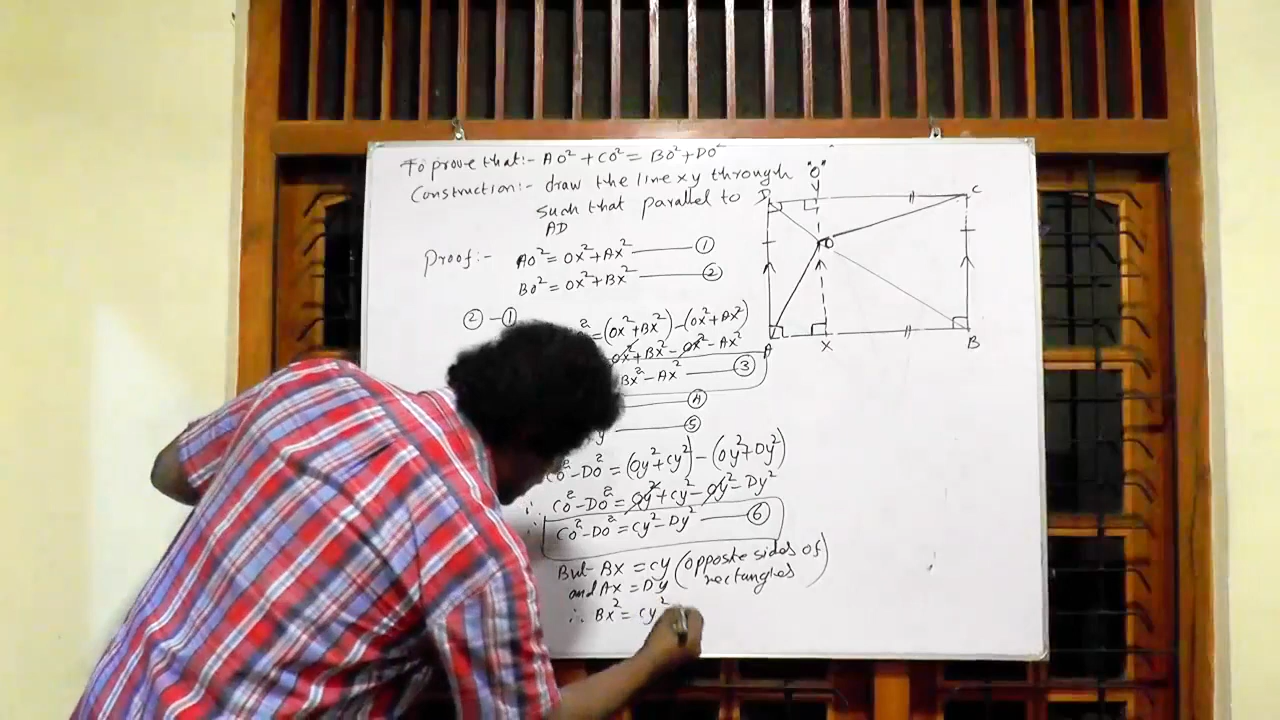 To prove that:- AO² + CO² = BO² + DO²
Construction:- draw the line xy through "O"
Such that parallel to
AD
Proof:- AO² = OX² + AX² ——— ①
BO² = OX² + BX² ——— ②
② - ①
² = (OX² + BX²) - (OX² + AX²)
OX² + BX² - OX² - AX²
BX² - AX² ——— ③
——— ④
y ——— ⑤
CO² - DO² = (Oy² + Cy²) - (Oy² + Dy²)
∴ CO² - DO² = Oy² + Cy² - Oy² - Dy²
∴ CO² - DO² = Cy² - Dy² ——— ⑥
But BX = Cy (opposite sides of
and AX = Dy rectangles)
∴ BX² = Cy²
D Y C
O
A X B